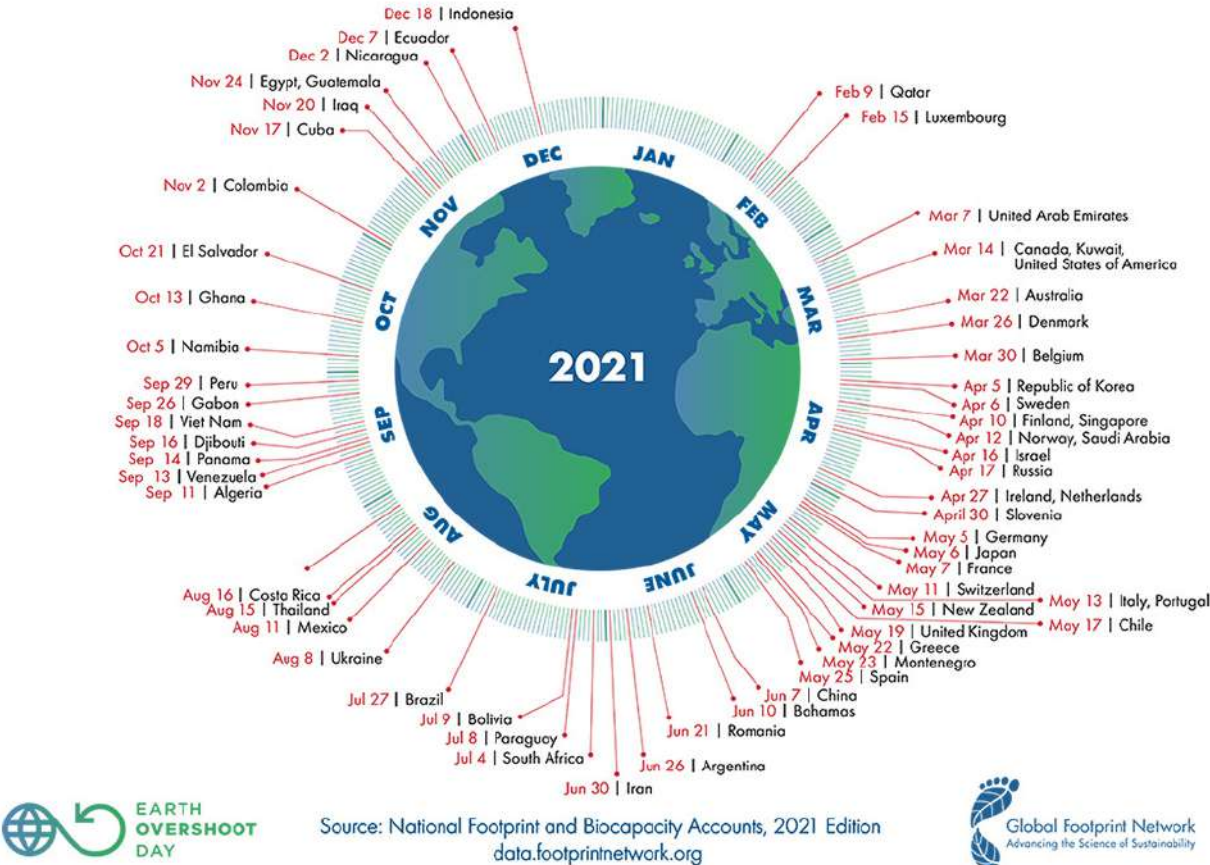 Dec 18 | Indonesia
Dec 7 | Ecuador
Dec 2 | Nicaragua
Nov 24 | Egypt, Guatemala
Nov 20 | Iraq
Nov 17 | Cuba
Nov 2 | Colombia
Oct 21 | El Salvador
Oct 13 | Ghana
Oct 5 | Namibia
Sep 29 | Peru
Sep 26 | Gabon
Sep 18 | Viet Nam
Sep 16 | Djibouti
Sep 14 | Panama
Sep 13 | Venezuela
Sep 11 | Algeria
Aug 16 | Costa Rica
Aug 15 | Thailand
Aug 11 | Mexico
Aug 8 | Ukraine
Jul 27 | Brazil
Jul 9 | Bolivia
Jul 8 | Paraguay
Jul 4 | South Africa
Jun 30 | Iran
Feb 9 | Qatar
Feb 15 | Luxembourg
Mar 7 | United Arab Emirates
Mar 14 | Canada, Kuwait,
United States of America
Mar 22 | Australia
Mar 26 | Denmark
Mar 30 | Belgium
Apr 5 | Republic of Korea
Apr 6 | Sweden
Apr 10 | Finland, Singapore
Apr 12 | Norway, Saudi Arabia
Apr 16 | Israel
Apr 17 | Russia
Apr 27 | Ireland, Netherlands
April 30 | Slovenia
May 5 | Germany
May 6 | Japan
May 7 | France
May 11 | Switzerland
May 13 | Italy, Portugal
May 15 | New Zealand
May 17 | Chile
May 19 | United Kingdom
May 22 | Greece
May 23 | Montenegro
May 25 | Spain
Jun 7 | China
Jun 10 | Bahamas
Jun 21 | Romania
Jun 26 | Argentina
JAN
FEB
MAR
APR
MAY
JUNE
JULY
AUG
SEP
OCT
NOV
DEC
2021
EARTH
OVERSHOOT
DAY
Source: National Footprint and Biocapacity Accounts, 2021 Edition
data.footprintnetwork.org
Global Footprint Network
Advancing the Science of Sustainability